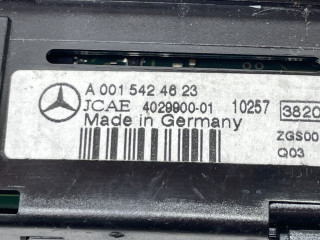 A 001 542 46 23
JCAE 4029900-01 10257 3820
Made in Germany
ZGS00
Q03